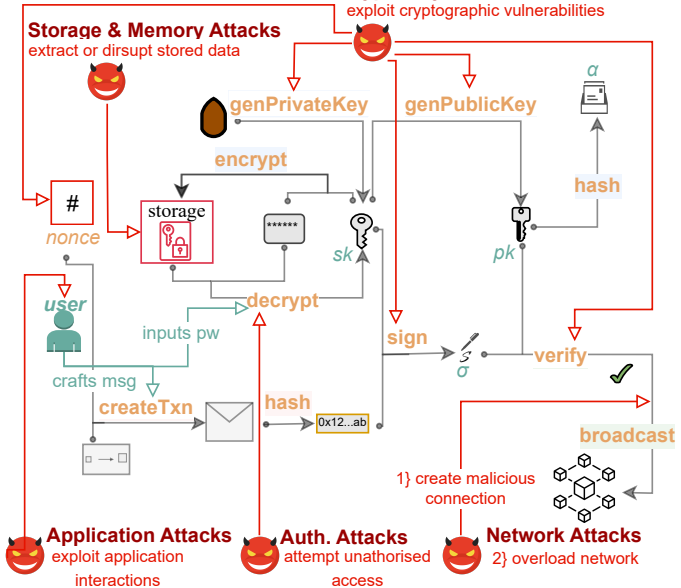 exploit cryptographic vulnerabilities
Storage & Memory Attacks
extract or dirsupt stored data
α
genPrivateKey
genPublicKey
encrypt
hash
#
storage
******
nonce
sk
pk
user
decrypt
inputs pw
sign
verify
σ
crafts msg
createTxn
hash
0x12...ab
broadcast
1} create malicious
connection
Application Attacks
exploit application
interactions
Auth. Attacks
attempt unathorised
access
Network Attacks
2} overload network